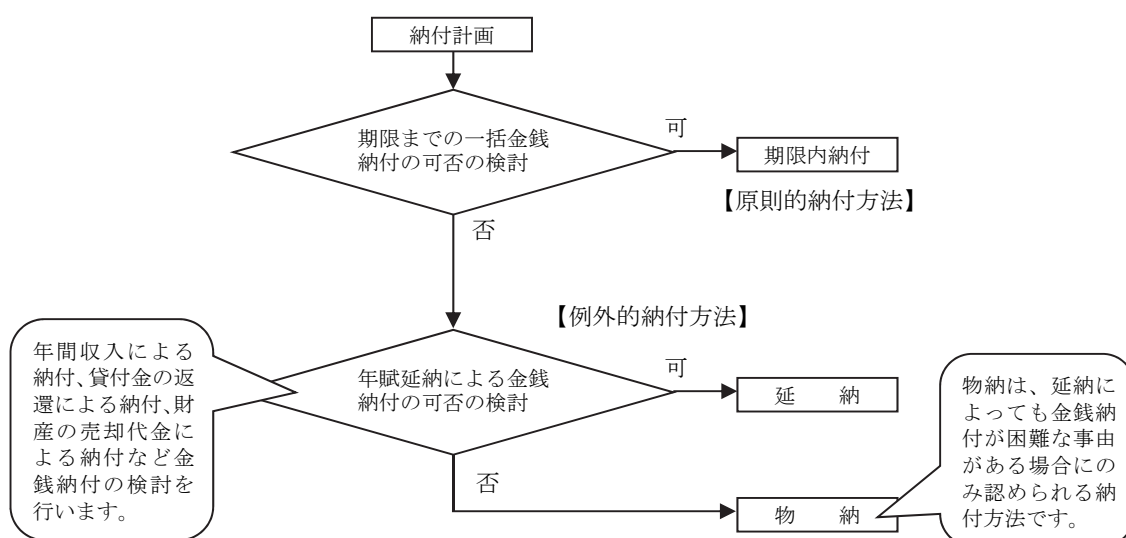 納付計画
期限までの一括金銭
納付の可否の検討
可
期限内納付
【原則的納付方法】
否
【例外的納付方法】
年間収入による
納付、貸付金の返
還による納付、財
産の売却代金に
よる納付など金
銭納付の検討を
行います。
年賦延納による金銭
納付の可否の検討
可
延　納
物納は、延納に
よっても金銭納
付が困難な事由
がある場合にの
み認められる納
付方法です。
否
物　納